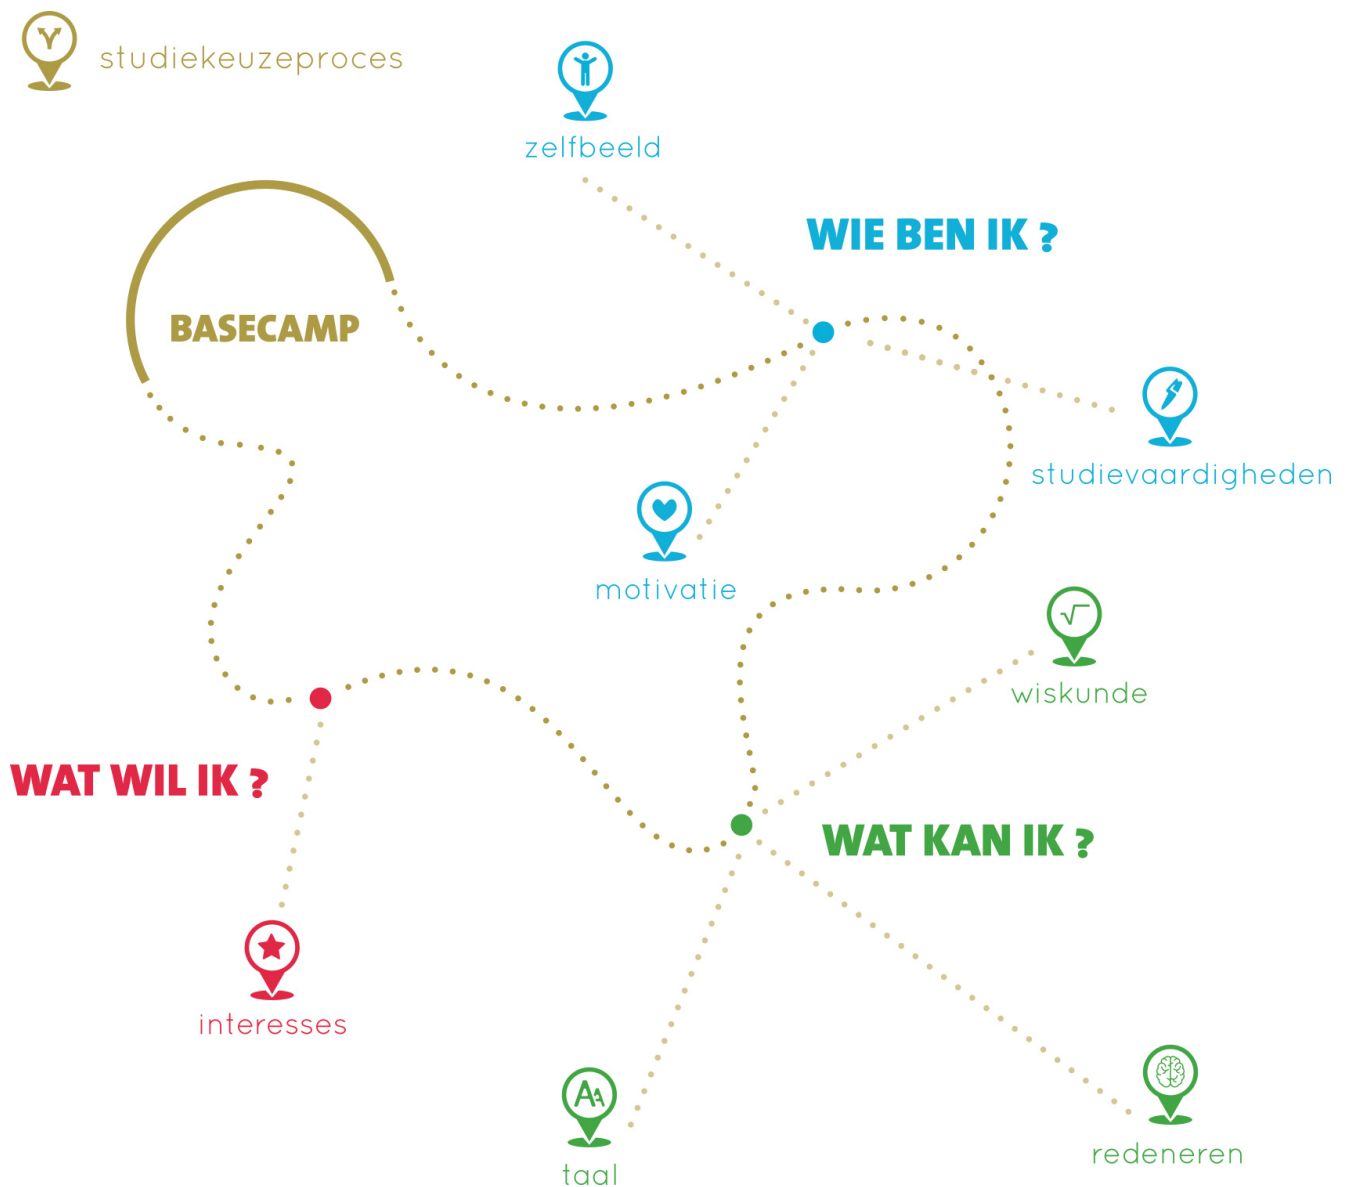 studiekeuzeproces
zelfbeeld
WIE BEN IK ?
BASECAMP
studievaardigheden
motivatie
wiskunde
WAT WIL IK ?
WAT KAN IK ?
interesses
redeneren
taal